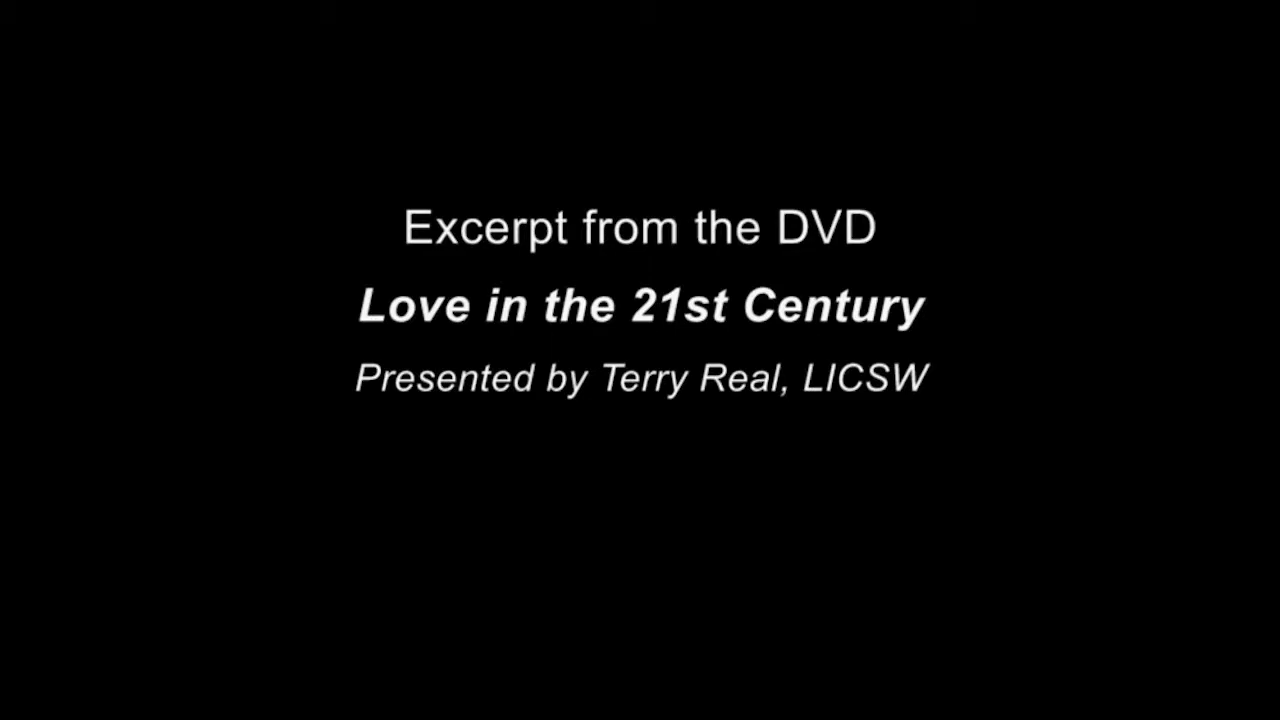 Excerpt from the DVD
Love in the 21st Century
Presented by Terry Real, LICSW